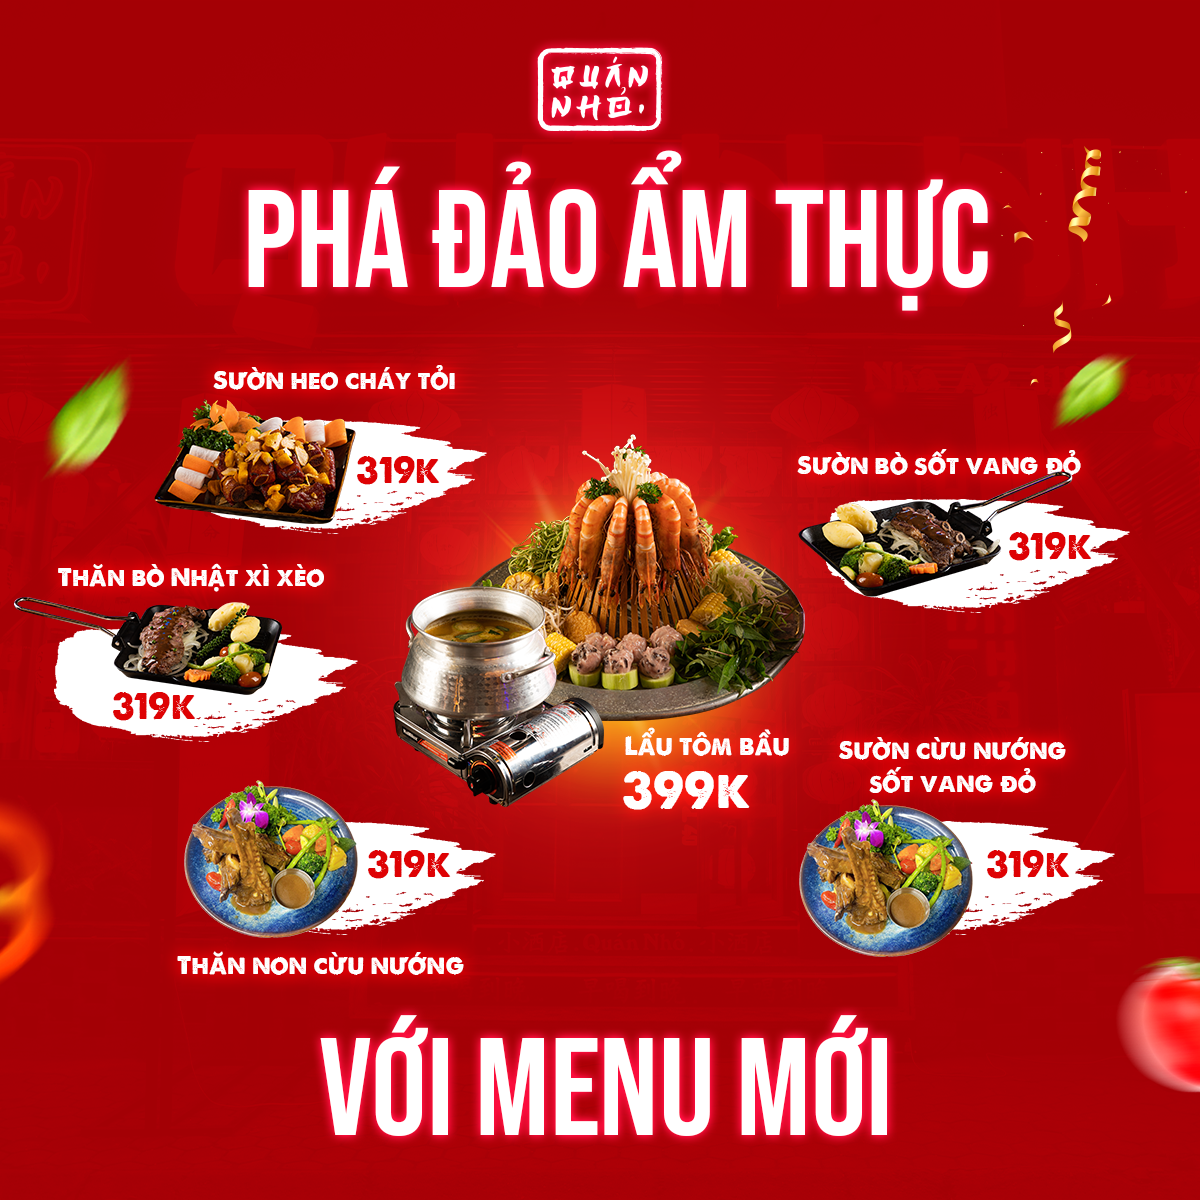 QUÁN
NHỎ,
PHÁ ĐẢO ẨM THỰC
SƯỜN HEO CHÁY TỎI
319K
SƯỜN BÒ SỐT VANG ĐỎ
319K
THĂN BÒ NHẬT XÌ XÈO
319K
LẨU TÔM BẦU
399K
SƯỜN CỪU NƯỚNG
SỐT VANG ĐỎ
319K
319K
THĂN NON CỪU NƯỚNG
VỚI MENU MỚI